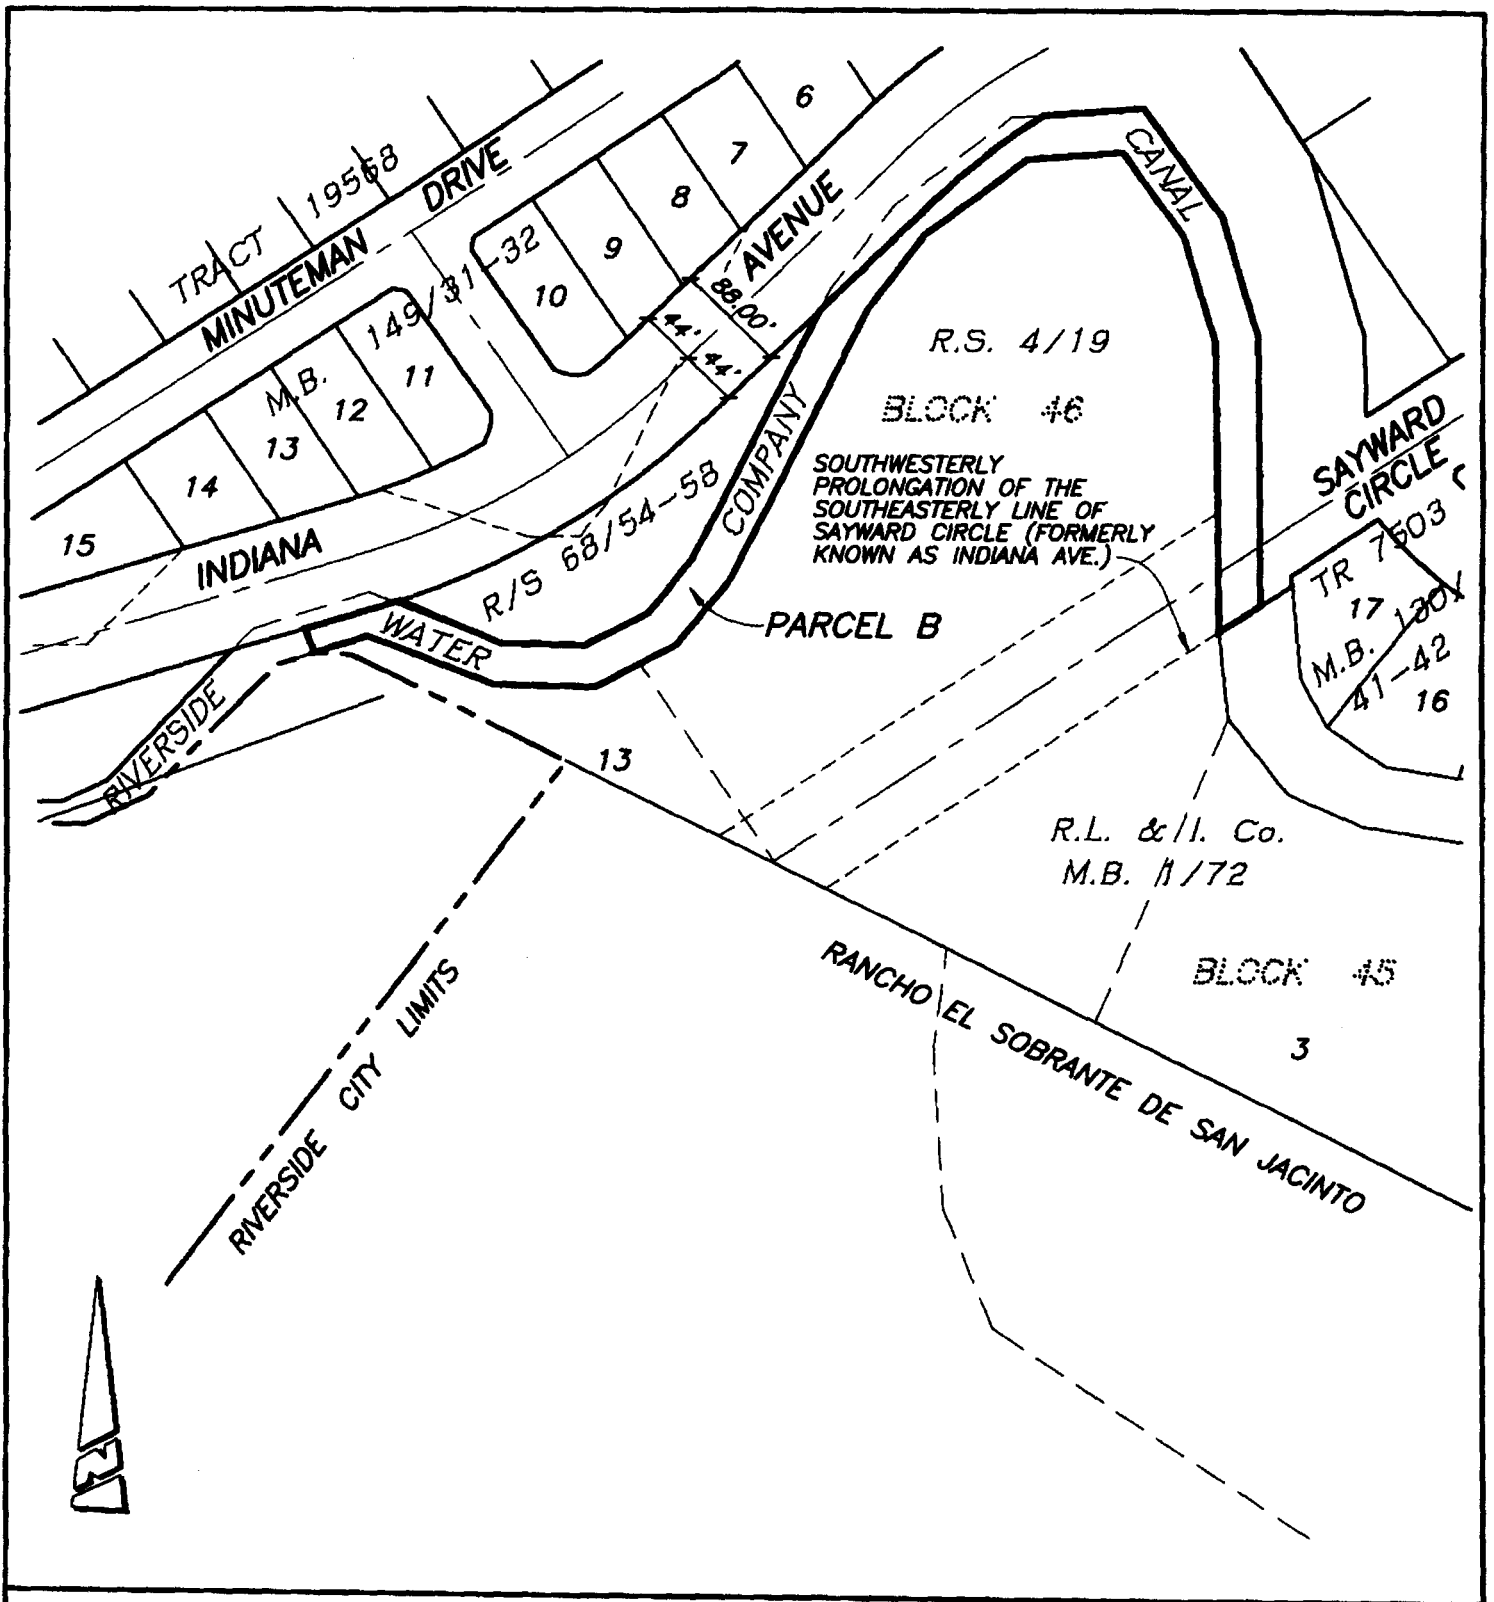 6
7
8
9
10
TRACT 19568
MINUTEMAN DRIVE
M.B. 149/31-32
11
12
13
14
15
INDIANA AVENUE
88.00'
44'
44'
R/S 68/54-58
RIVERSIDE WATER COMPANY CANAL
R.S. 4/19
BLOCK 46
SOUTHWESTERLY
PROLONGATION OF THE
SOUTHEASTERLY LINE OF
SAYWARD CIRCLE (FORMERLY
KNOWN AS INDIANA AVE.)
PARCEL B
SAYWARD
CIRCLE
TR 7503
17
M.B.
41-42
16
13
R.L. & I. Co.
M.B. 1/72
BLOCK 45
3
RANCHO EL SOBRANTE DE SAN JACINTO
RIVERSIDE CITY LIMITS
N